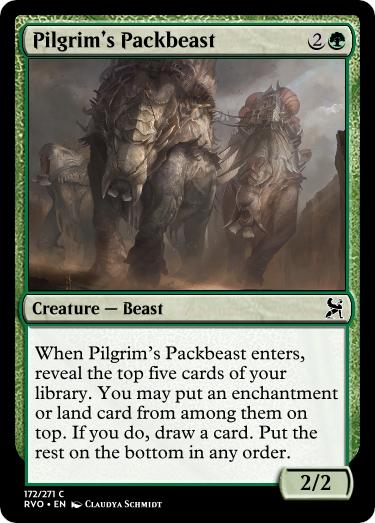 Pilgrim's Packbeast 2
Creature — Beast
When Pilgrim's Packbeast enters,
reveal the top five cards of your
library. You may put an enchantment
or land card from among them on
top. If you do, draw a card. Put the
rest on the bottom in any order.
2/2
172/271 C
RVO • EN Claudya Schmidt